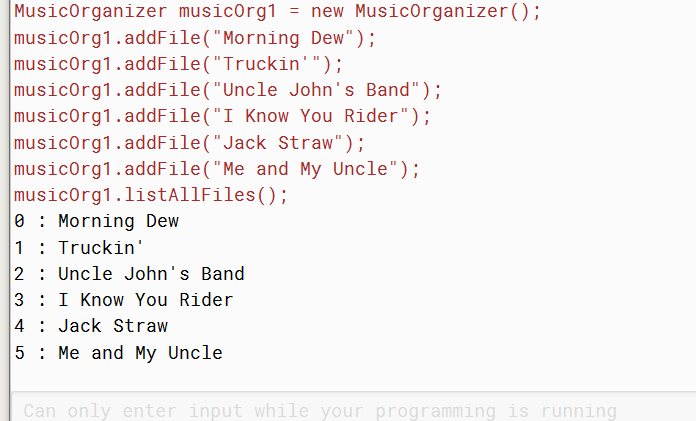 MusicOrganizer musicOrg1 = new MusicOrganizer();
musicOrg1.addFile("Morning Dew");
musicOrg1.addFile("Truckin'");
musicOrg1.addFile("Uncle John's Band");
musicOrg1.addFile("I Know You Rider");
musicOrg1.addFile("Jack Straw");
musicOrg1.addFile("Me and My Uncle");
musicOrg1.listAllFiles();
0 : Morning Dew
1 : Truckin'
2 : Uncle John's Band
3 : I Know You Rider
4 : Jack Straw
5 : Me and My Uncle
Can only enter input while your programming is running